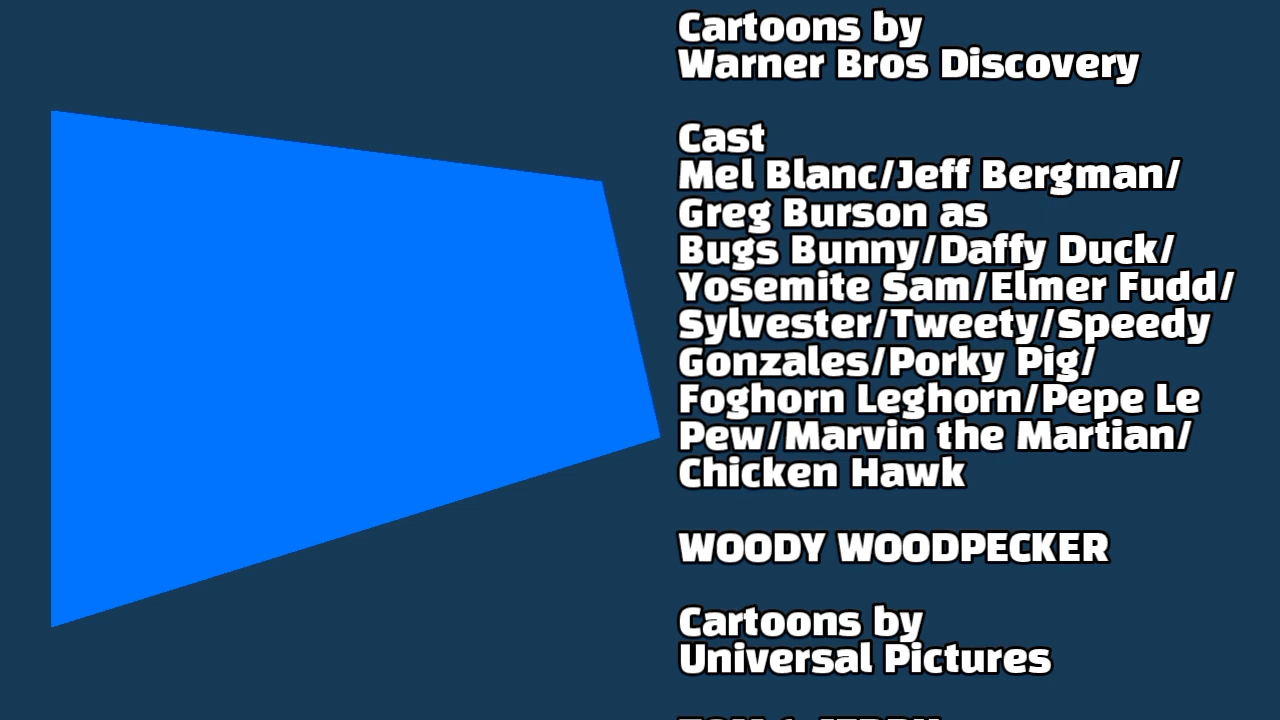 Cartoons by
Warner Bros Discovery
Cast
Mel Blanc/Jeff Bergman/
Greg Burson as
Bugs Bunny/Daffy Duck/
Yosemite Sam/Elmer Fudd/
Sylvester/Tweety/Speedy
Gonzales/Porky Pig/
Foghorn Leghorn/Pepe Le
Pew/Marvin the Martian/
Chicken Hawk
WOODY WOODPECKER
Cartoons by
Universal Pictures